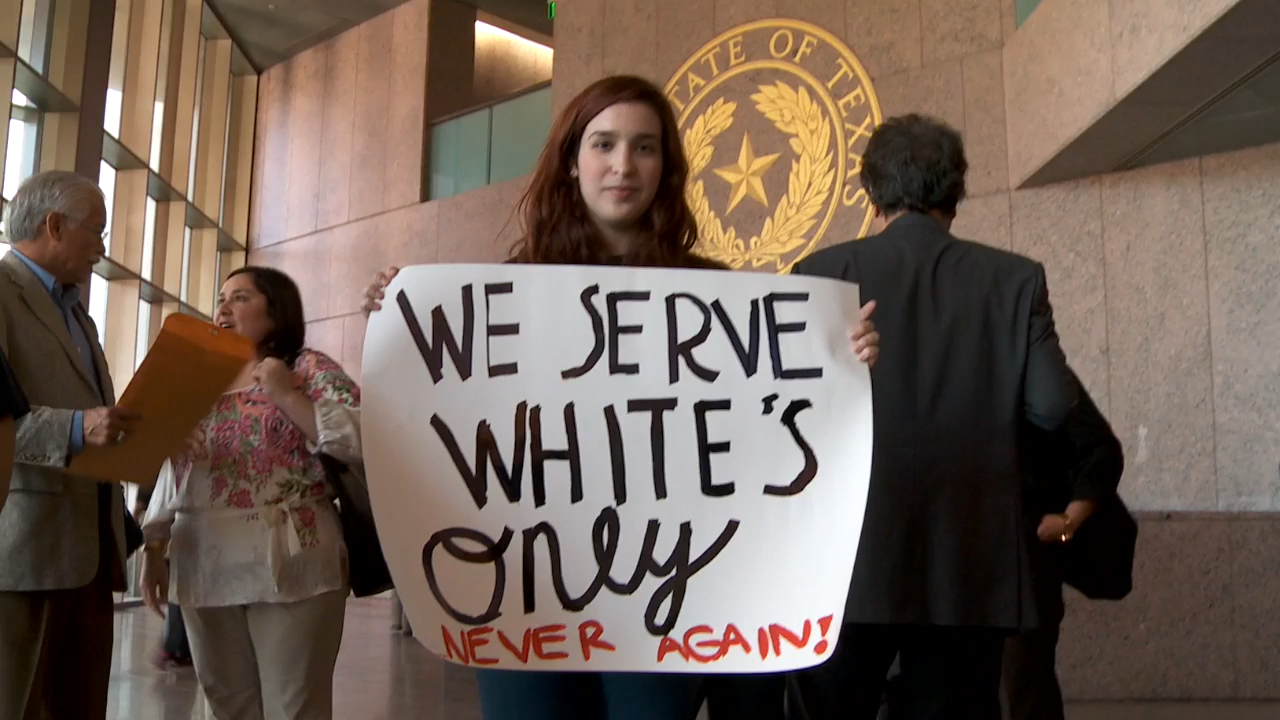 STATE OF TEXAS
WE SERVE
WHITE'S
only
NEVER AGAIN!